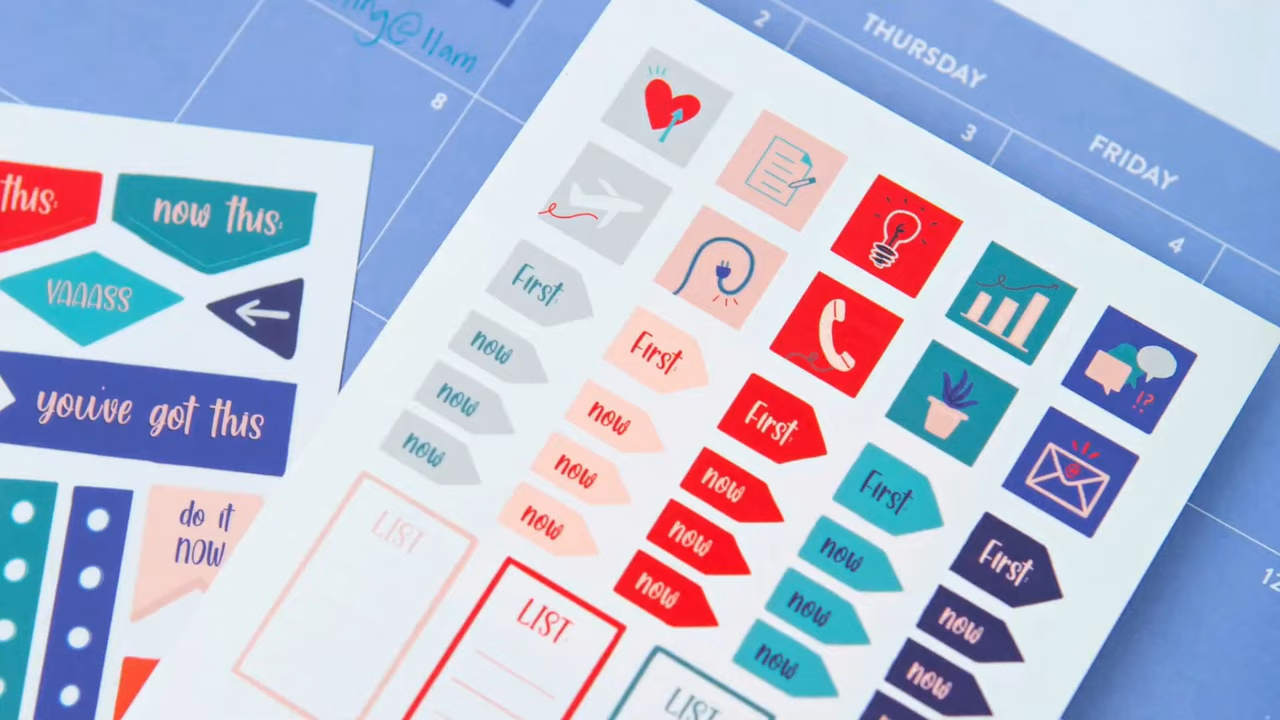 @ 11am
2
THURSDAY
3
FRIDAY
4
8
12
this:
now this:
YAAASS
you've got this
do it
NOW
!?
@
First:
now
now
now
First:
now
now
now
First:
now
now
now
First:
now
now
now
First:
now
now
LIST:
LIST:
LIST: